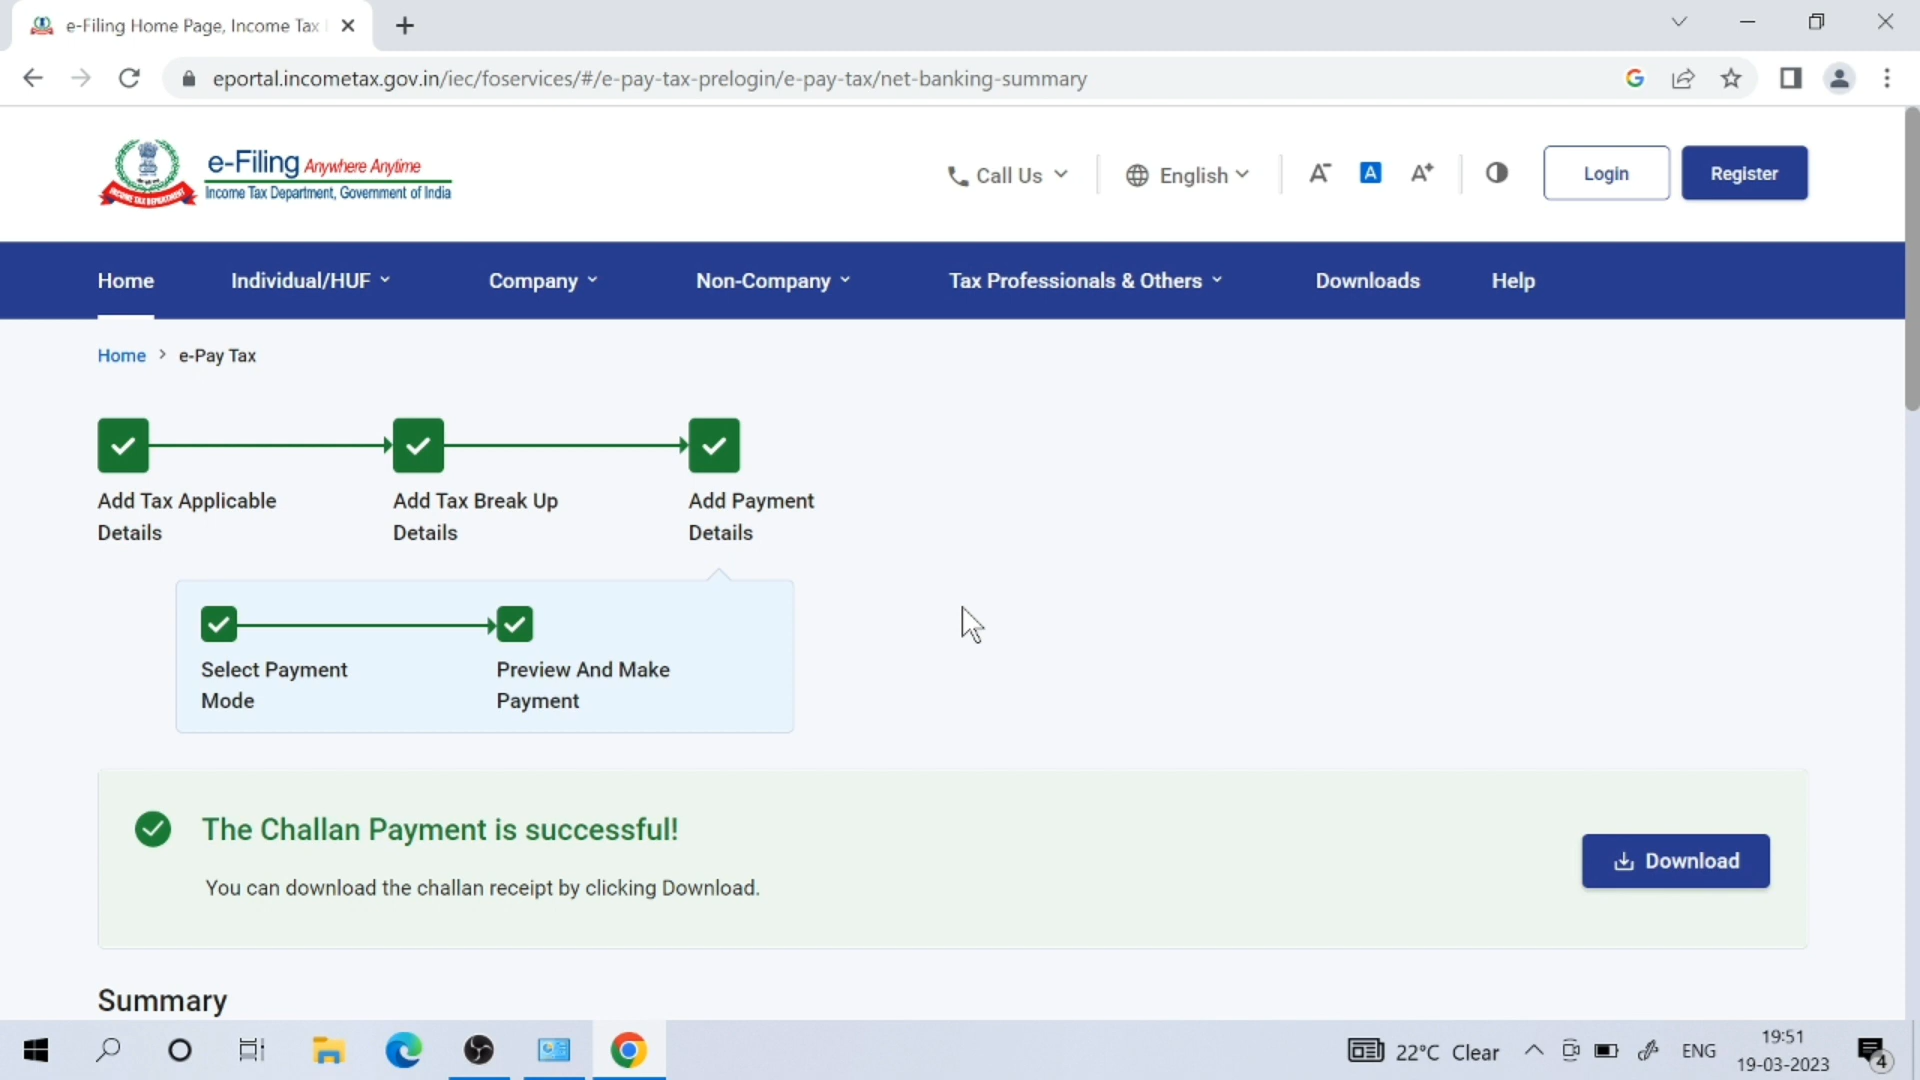 e-Filing Home Page, Income Tax
eportal.incometax.gov.in/iec/foservices/#/e-pay-tax-prelogin/e-pay-tax/net-banking-summary
e-Filing Anywhere Anytime
Income Tax Department, Government of India
INCOME TAX DEPARTMENT
Call Us
English
A-
A
A+
Login
Register
Home
Individual/HUF
Company
Non-Company
Tax Professionals & Others
Downloads
Help
Home > e-Pay Tax
Add Tax Applicable
Details
Add Tax Break Up
Details
Add Payment
Details
Select Payment
Mode
Preview And Make
Payment
The Challan Payment is successful!
You can download the challan receipt by clicking Download.
Download
Summary
22°C Clear
ENG
19:51
19-03-2023
4